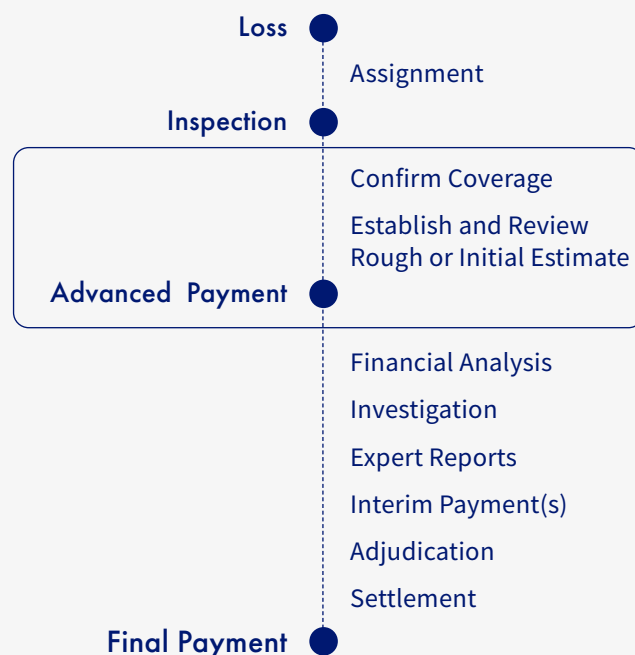 Loss
Assignment
Inspection
Confirm Coverage
Establish and Review
Rough or Initial Estimate
Advanced Payment
Financial Analysis
Investigation
Expert Reports
Interim Payment(s)
Adjudication
Settlement
Final Payment